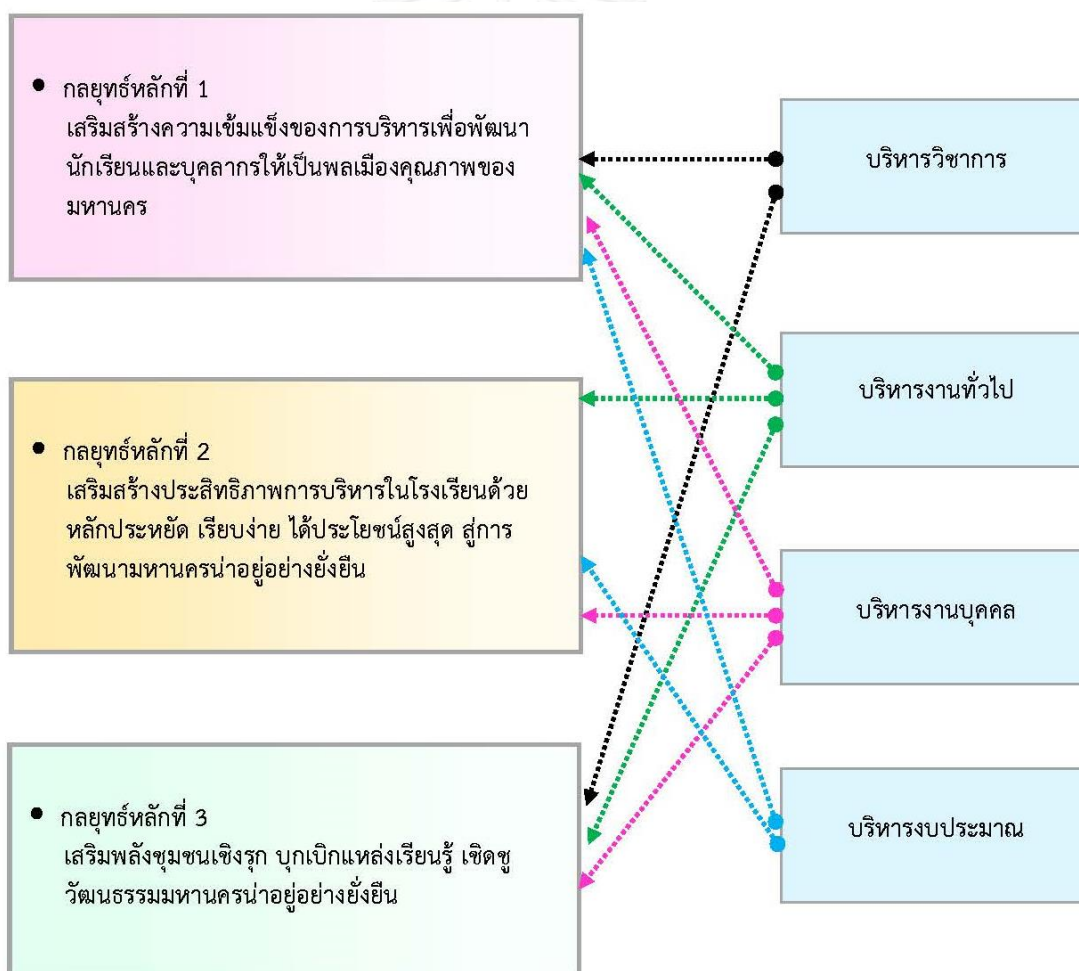 • กลยุทธ์หลักที่ 1
เสริมสร้างความเข้มแข็งของการบริหารเพื่อพัฒนา
นักเรียนและบุคลากรให้เป็นพลเมืองคุณภาพของ
มหานคร
• กลยุทธ์หลักที่ 2
เสริมสร้างประสิทธิภาพการบริหารในโรงเรียนด้วย
หลักประหยัด เรียบง่าย ได้ประโยชน์สูงสุด สู่การ
พัฒนามหานครน่าอยู่อย่างยั่งยืน
• กลยุทธ์หลักที่ 3
เสริมพลังชุมชนเชิงรุก บุกเบิกแหล่งเรียนรู้ เชิดชู
วัฒนธรรมมหานครน่าอยู่อย่างยั่งยืน
บริหารวิชาการ
บริหารงานทั่วไป
บริหารงานบุคคล
บริหารงบประมาณ